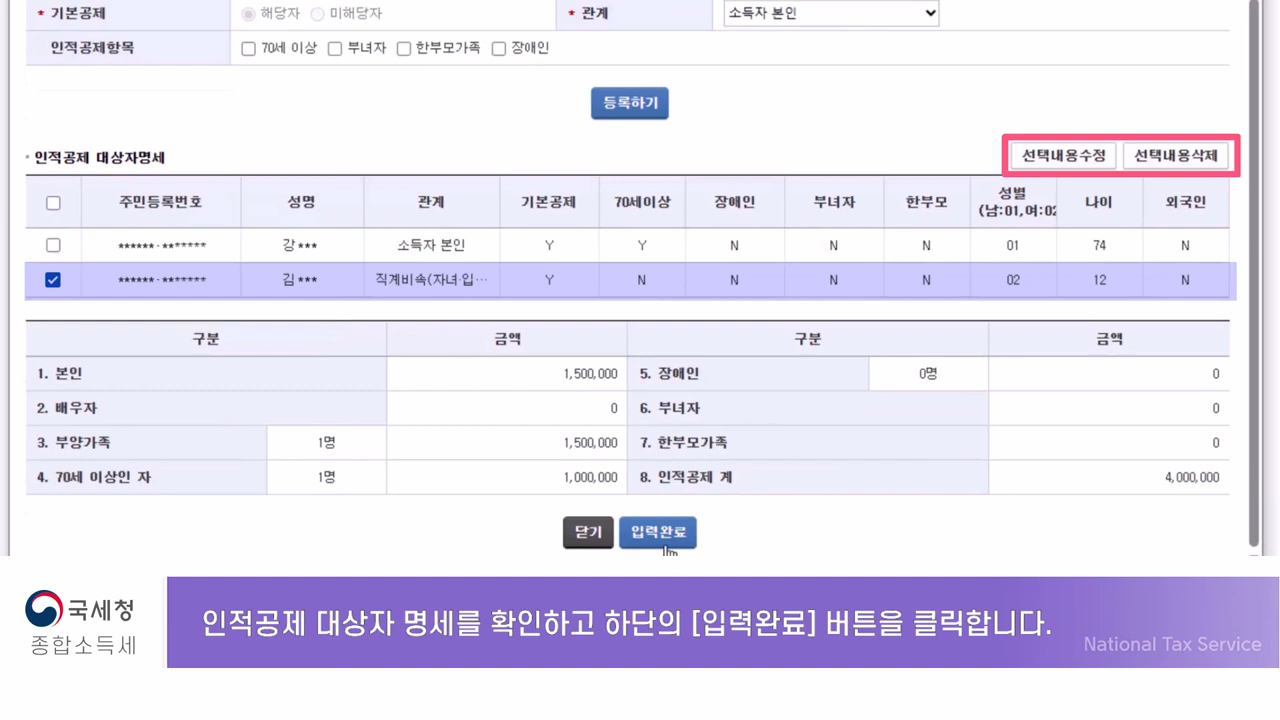 * 기본공제 해당자 미해당자 * 관계 소득자 본인
인적공제항목 70세 이상 부녀자 한부모가족 장애인
등록하기
인적공제 대상자명세 선택내용수정 선택내용삭제
주민등록번호 성명 관계 기본공제 70세이상 장애인 부녀자 한부모 성별 나이 외국인
(남:01,여:02
******-******* 강*** 소득자 본인 Y Y N N N 01 74 N
******-******* 김*** 직계비속(자녀·입··· Y N N N N 02 12 N
구분 금액 구분 금액
1. 본인 1,500,000 5. 장애인 0명 0
2. 배우자 0 6. 부녀자 0
3. 부양가족 1명 1,500,000 7. 한부모가족 0
4. 70세 이상인 자 1명 1,000,000 8. 인적공제 계 4,000,000
닫기 입력완료
국세청
종합소득세
인적공제 대상자 명세를 확인하고 하단의 [입력완료] 버튼을 클릭합니다.
National Tax Service